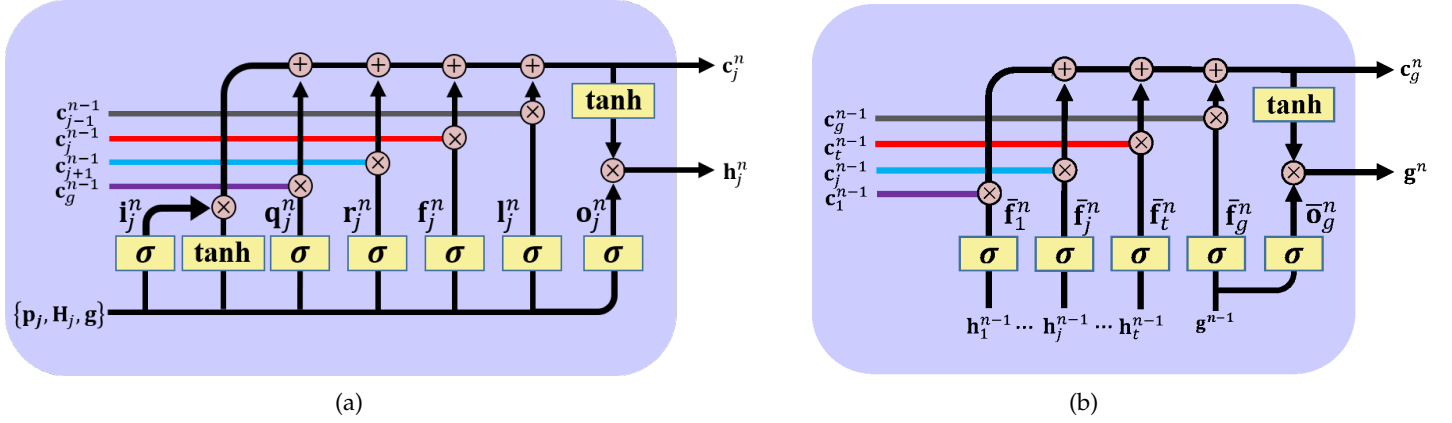 c_j^n
tanh
c_{j-1}^{n-1}
c_j^{n-1}
c_{j+1}^{n-1}
c_g^{n-1}
× × × × × ×
+ + + +
h_j^n
i_j^n q_j^n r_j^n f_j^n l_j^n o_j^n
σ tanh σ σ σ σ σ
{p_j, H_j, g}
(a)
c_g^n
tanh
c_g^{n-1}
c_t^{n-1}
c_j^{n-1}
c_1^{n-1}
× × × × ×
+ + +
g^n
f̄_1^n f̄_j^n f̄_t^n f̄_g^n o̅_g^n
σ σ σ σ σ
h_1^{n-1} ··· h_j^{n-1} ··· h_t^{n-1} g^{n-1}
(b)